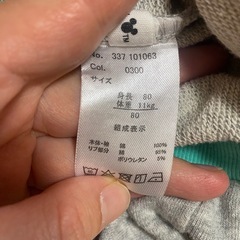 No. 337 101063
Col. 0300
サイズ
身長 80
体重 11kg
80
組成表示
本体・袖 綿 100%
リブ部分 綿 95%
ポリウレタン 5%